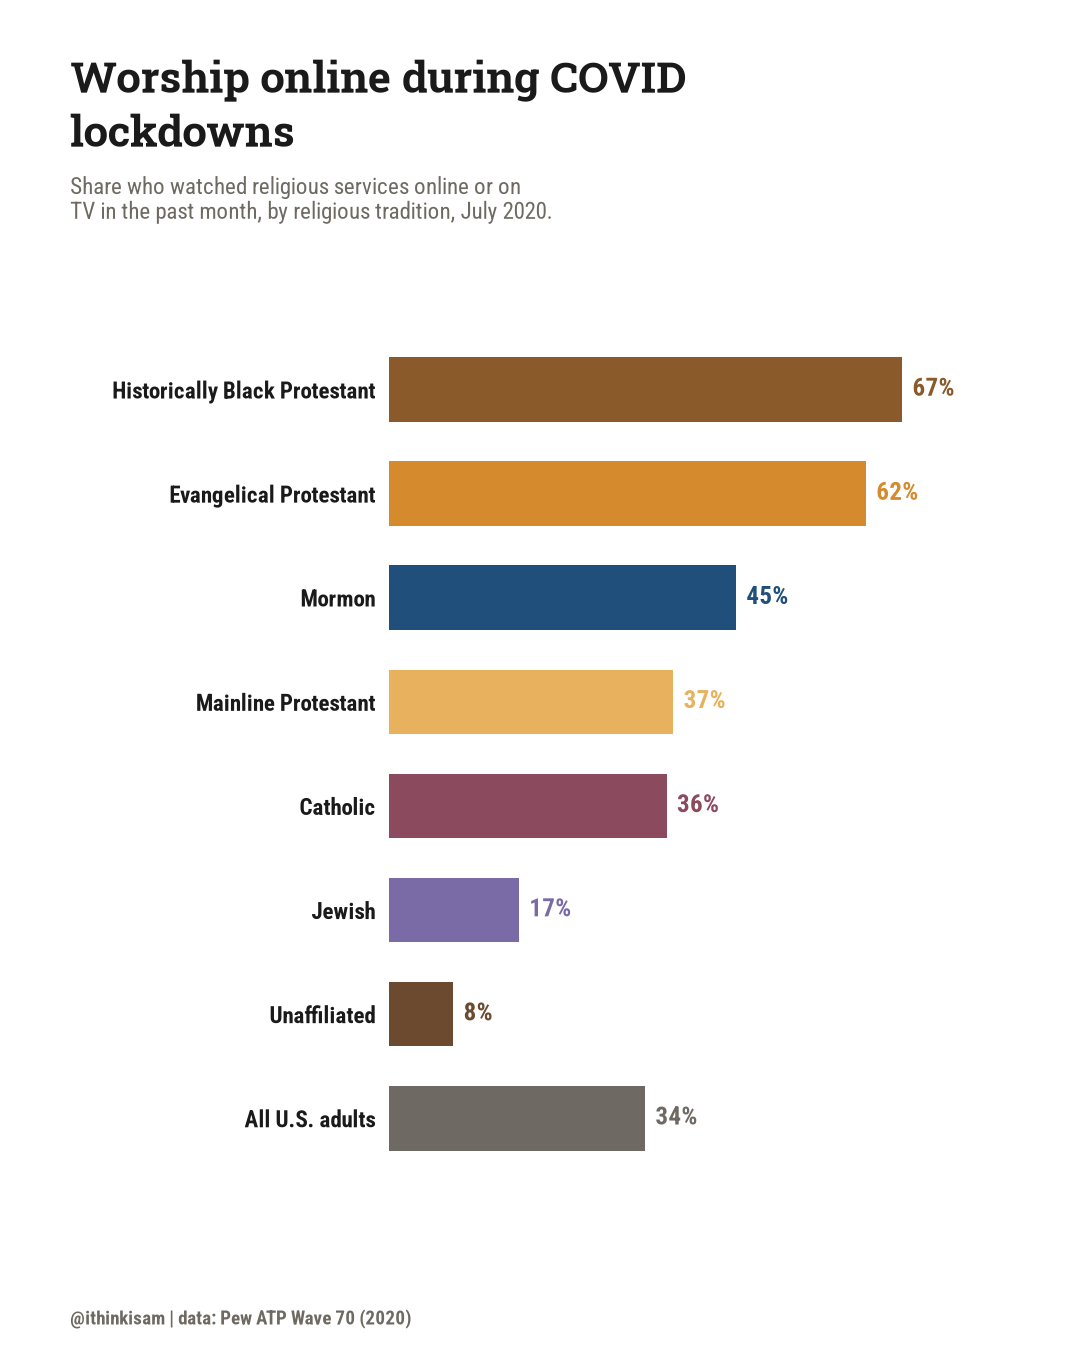 Worship online during COVID
lockdowns
Share who watched religious services online or on
TV in the past month, by religious tradition, July 2020.
Historically Black Protestant 67%
Evangelical Protestant 62%
Mormon 45%
Mainline Protestant 37%
Catholic 36%
Jewish 17%
Unaffiliated 8%
All U.S. adults 34%
@ithinkisam | data: Pew ATP Wave 70 (2020)